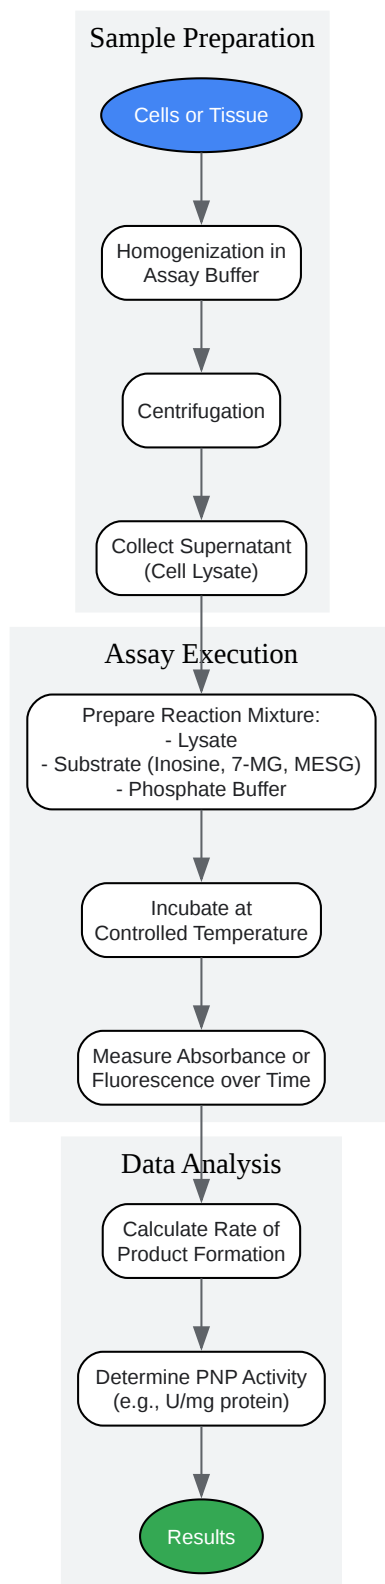 Sample Preparation
Cells or Tissue
Homogenization in
Assay Buffer
Centrifugation
Collect Supernatant
(Cell Lysate)
Assay Execution
Prepare Reaction Mixture:
- Lysate
- Substrate (Inosine, 7-MG, MESG)
- Phosphate Buffer
Incubate at
Controlled Temperature
Measure Absorbance or
Fluorescence over Time
Data Analysis
Calculate Rate of
Product Formation
Determine PNP Activity
(e.g., U/mg protein)
Results